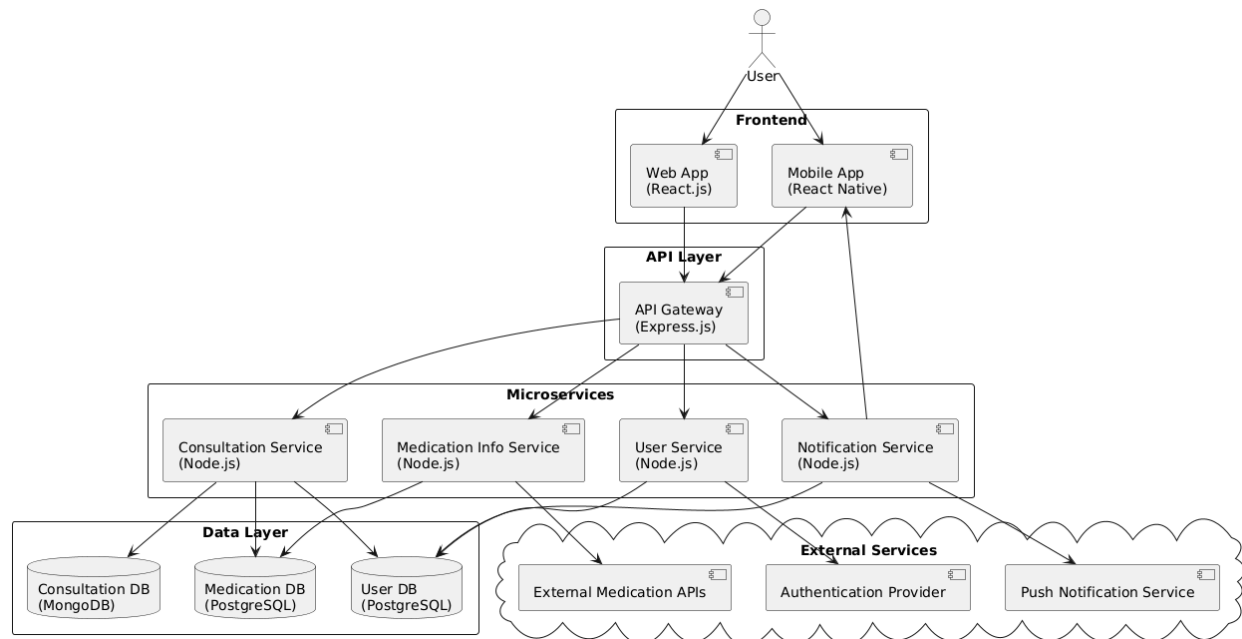 User
Frontend
Web App
(React.js)
Mobile App
(React Native)
API Layer
API Gateway
(Express.js)
Microservices
Consultation Service
(Node.js)
Medication Info Service
(Node.js)
User Service
(Node.js)
Notification Service
(Node.js)
Data Layer
Consultation DB
(MongoDB)
Medication DB
(PostgreSQL)
User DB
(PostgreSQL)
External Services
External Medication APIs
Authentication Provider
Push Notification Service